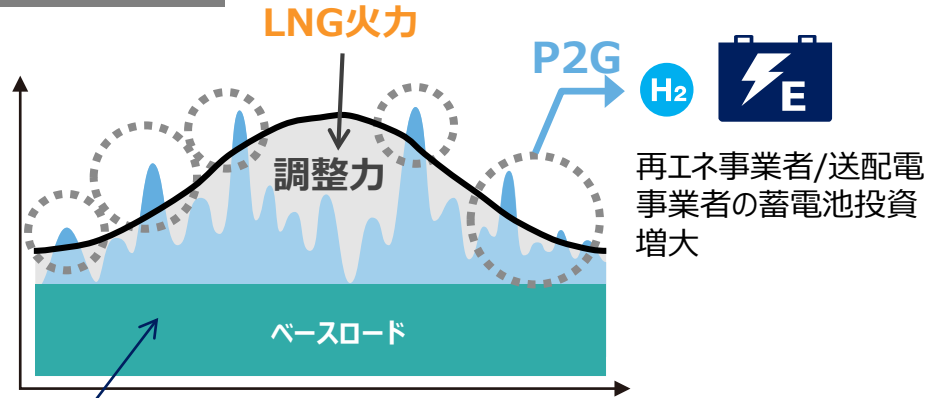 LNG火力
P2G
H2
E
調整力
再エネ事業者/送配電
事業者の蓄電池投資
増大
ベースロード